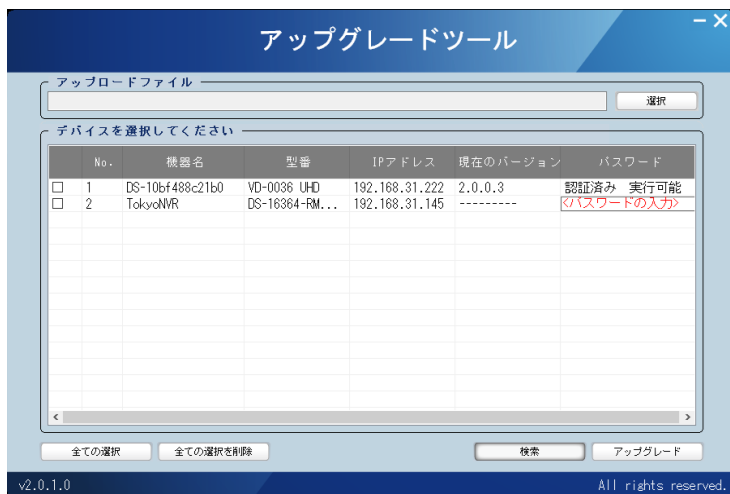 アップグレードツール
アップロードファイル
選択
デバイスを選択してください
No. 機器名 型番 IPアドレス 現在のバージョン パスワード
1 DS-10bf488c21b0 VD-0036 UHD 192.168.31.222 2.0.0.3 認証済み 実行可能
2 TokyoNVR DS-16364-RM... 192.168.31.145 --------- <パスワードの入力>
全ての選択 全ての選択を削除 検索 アップグレード
v2.0.1.0 All rights reserved.